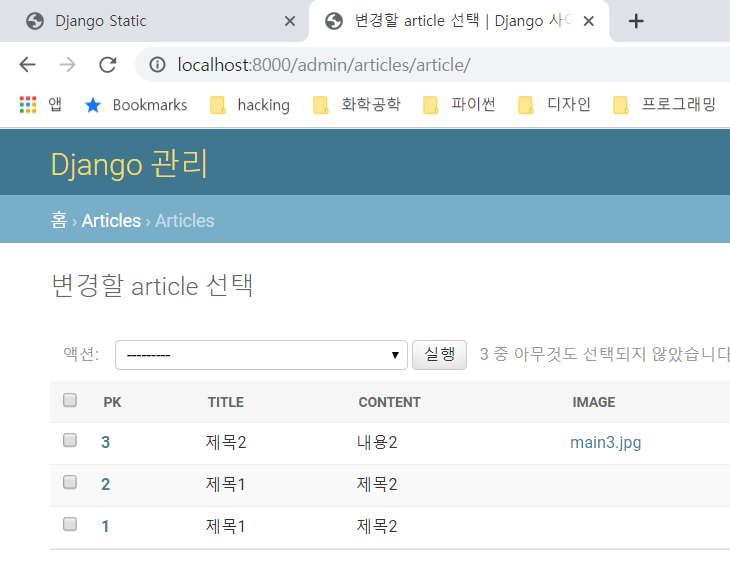 Django Static
변경할 article 선택 | Django 사이
localhost:8000/admin/articles/article/
앱 Bookmarks hacking 화학공학 파이썬 디자인 프로그래밍
Django 관리
홈 › Articles › Articles
변경할 article 선택
액션: --------- 실행 3 중 아무것도 선택되지 않았습니다
PK TITLE CONTENT IMAGE
3 제목2 내용2 main3.jpg
2 제목1 제목2
1 제목1 제목2